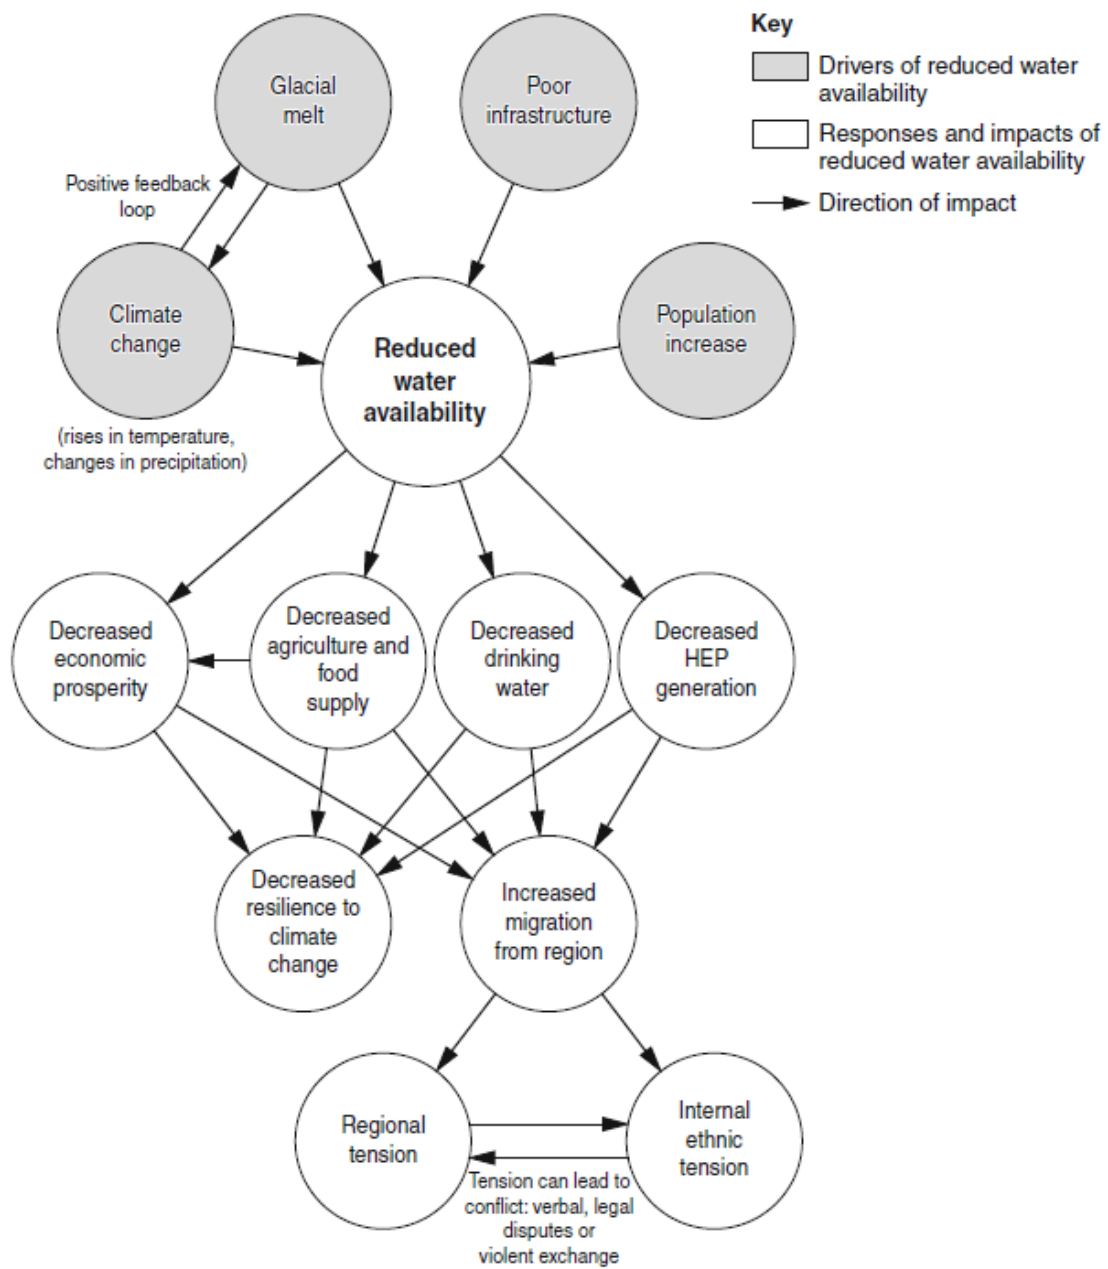 Key
Drivers of reduced water
availability
Responses and impacts of
reduced water availability
Direction of impact
Glacial
melt
Poor
infrastructure
Positive feedback
loop
Climate
change
(rises in temperature,
changes in precipitation)
Reduced
water
availability
Population
increase
Decreased
economic
prosperity
Decreased
agriculture and
food
supply
Decreased
drinking
water
Decreased
HEP
generation
Decreased
resilience to
climate
change
Increased
migration
from region
Regional
tension
Internal
ethnic
tension
Tension can lead to
conflict: verbal, legal
disputes or
violent exchange